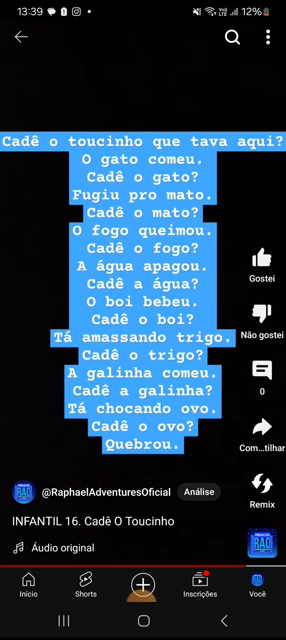 13:39
VoLTE
12%
Cadê o toucinho que tava aqui?
O gato comeu.
Cadê o gato?
Fugiu pro mato.
Cadê o mato?
O fogo queimou.
Cadê o fogo?
A água apagou.
Cadê a água?
O boi bebeu.
Cadê o boi?
Tá amassando trigo.
Cadê o trigo?
A galinha comeu.
Cadê a galinha?
Tá chocando ovo.
Cadê o ovo?
Quebrou.
Gostei
Não gostei
0
Com...tilhar
Remix
@RaphaelAdventuresOficial
Análise
INFANTIL 16. Cadê O Toucinho
Áudio original
RAO
Início
Shorts
Inscrições
Você